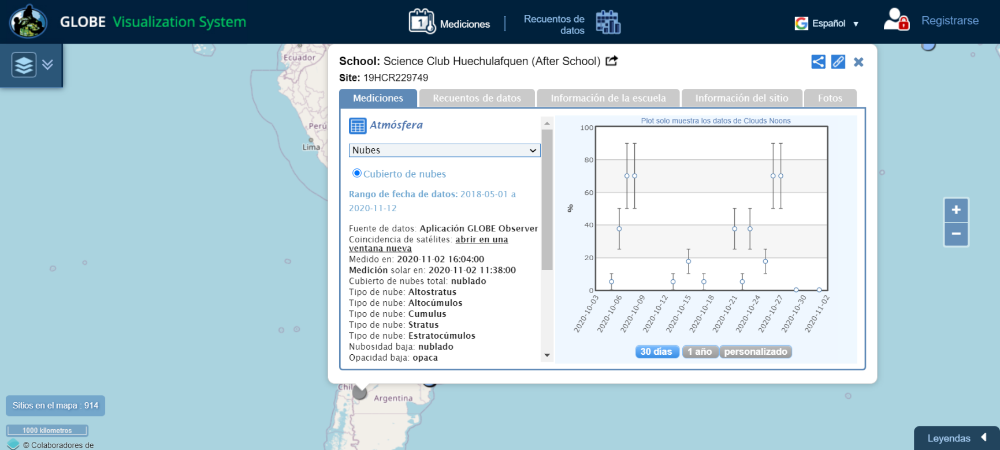 GLOBE Visualization System
1
Mediciones
Recuentos de
datos
Español ▼
Registrarse
School: Science Club Huechulafquen (After School)
Site: 19HCR229749
Mediciones
Recuentos de datos
Información de la escuela
Información del sitio
Fotos
Atmósfera
Nubes
Cubierto de nubes
Rango de fecha de datos: 2018-05-01 a
2020-11-12
Fuente de datos: Aplicación GLOBE Observer
Coincidencia de satélites: abrir en una
ventana nueva
Medido en: 2020-11-02 16:04:00
Medición solar en: 2020-11-02 11:38:00
Cubierto de nubes total: nublado
Tipo de nube: Altostratus
Tipo de nube: Altocúmulos
Tipo de nube: Cumulus
Tipo de nube: Stratus
Tipo de nube: Estratocúmulos
Nubosidad baja: nublado
Opacidad baja: opaca
Plot solo muestra los datos de Clouds Noons
100
80
60
40
20
0
%
2020-10-03
2020-10-06
2020-10-09
2020-10-12
2020-10-15
2020-10-18
2020-10-21
2020-10-24
2020-10-27
2020-10-30
2020-11-02
30 días
1 año
personalizado
Ecuador
Perú
Lima
Chil
Argentina
+
−
Sitios en el mapa : 914
1000 kilometros
© Colaboradores de
Leyendas